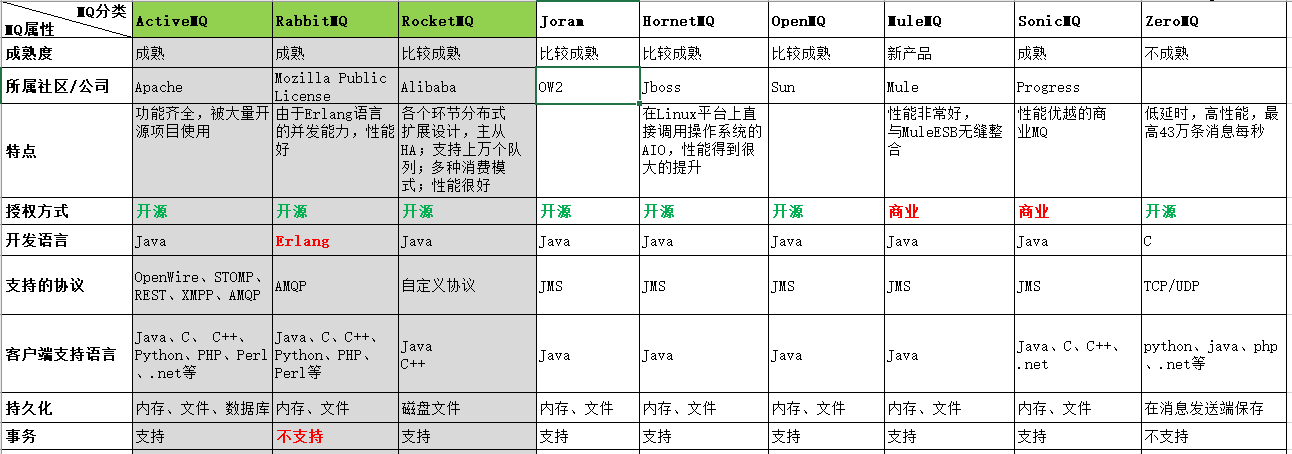 MQ分类
MQ属性
ActiveMQ
RabbitMQ
RocketMQ
Joram
HornetMQ
OpenMQ
MuleMQ
SonicMQ
ZeroMQ
成熟度
成熟
成熟
比较成熟
比较成熟
比较成熟
比较成熟
新产品
成熟
不成熟
所属社区/公司
Apache
Mozilla Public
License
Alibaba
OW2
Jboss
Sun
Mule
Progress
特点
功能齐全，被大量开
源项目使用
由于Erlang语言
的并发能力，性能
好
各个环节分布式
扩展设计，主从
HA；支持上万个队
列；多种消费模
式；性能很好
在Linux平台上直
接调用操作系统的
AIO，性能得到很
大的提升
性能非常好，
与MuleESB无缝整
合
性能优越的商
业MQ
低延时，高性能，最
高43万条消息每秒
授权方式
开源
开源
开源
开源
开源
开源
商业
商业
开源
开发语言
Java
Erlang
Java
Java
Java
Java
Java
Java
C
支持的协议
OpenWire、STOMP、
REST、XMPP、AMQP
AMQP
自定义协议
JMS
JMS
JMS
JMS
JMS
TCP/UDP
客户端支持语言
Java、C、 C++、
Python、PHP、Perl
、.net等
Java、C、C++、
Python、PHP、
Perl等
Java
C++
Java
Java
Java
Java
Java、C、C++、
.net
python、java、php
、.net等
持久化
内存、文件、数据库
内存、文件
磁盘文件
内存、文件
内存、文件
内存、文件
内存、文件
内存、文件
在消息发送端保存
事务
支持
不支持
支持
支持
支持
支持
支持
支持
不支持